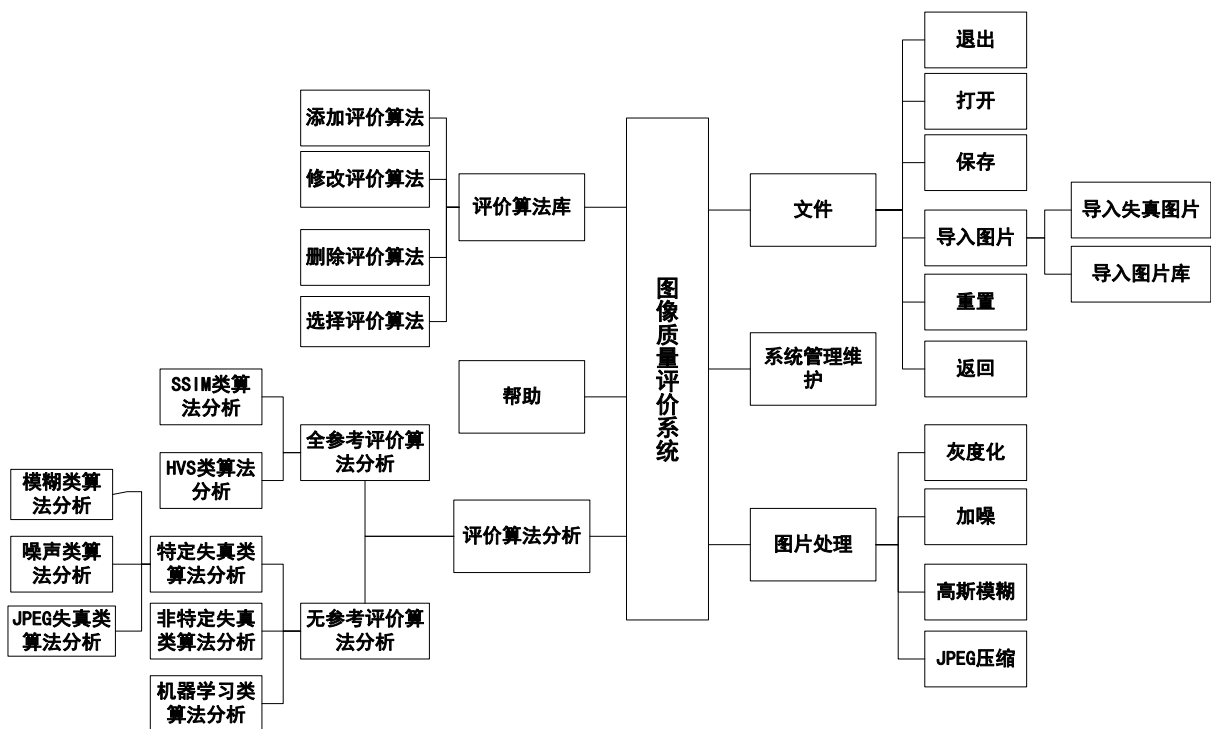 退出
打开
保存
导入图片
重置
返回
导入失真图片
导入图片库
文件
系统管理维
护
灰度化
加噪
高斯模糊
JPEG压缩
图片处理
图像质量评价系统
添加评价算法
修改评价算法
删除评价算法
选择评价算法
评价算法库
帮助
SSIM类算
法分析
HVS类算法
分析
全参考评价算
法分析
评价算法分析
模糊类算
法分析
噪声类算
法分析
JPEG失真类
算法分析
特定失真类
算法分析
非特定失真
类算法分析
机器学习类
算法分析
无参考评价算
法分析